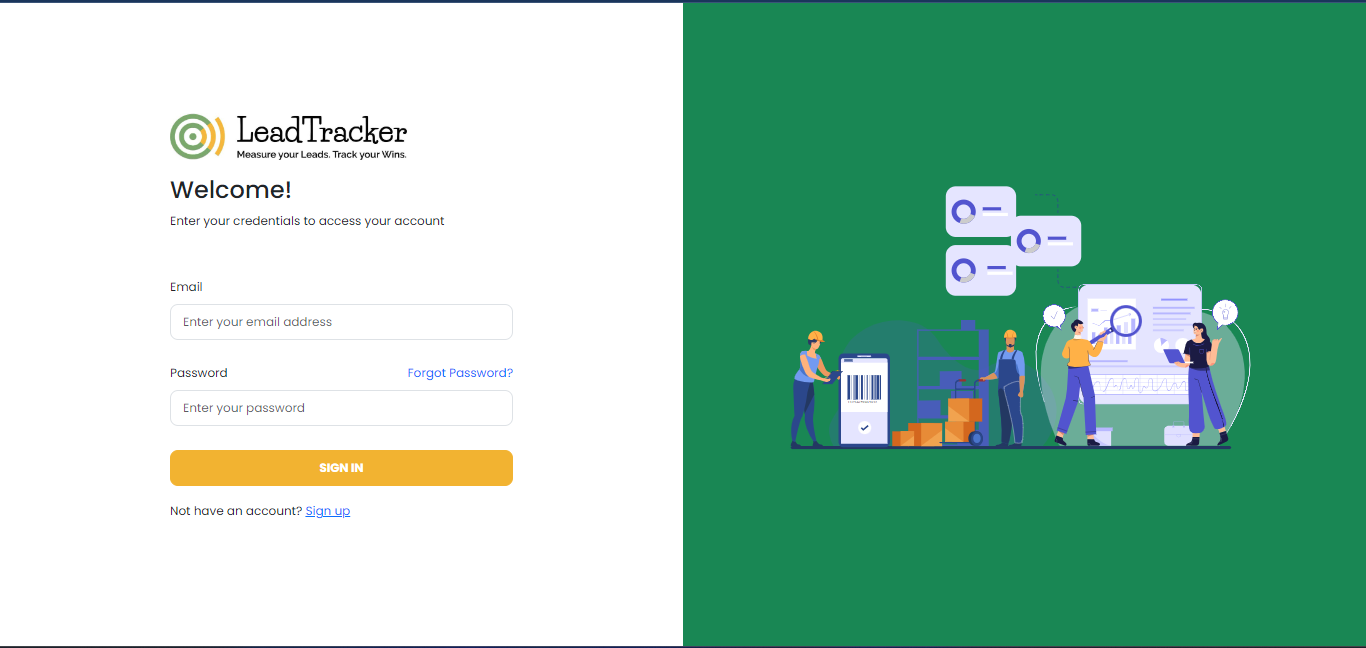 LeadTracker
Measure your Leads. Track your Wins.
Welcome!
Enter your credentials to access your account
Email
Enter your email address
Password Forgot Password?
Enter your password
SIGN IN
Not have an account? Sign up